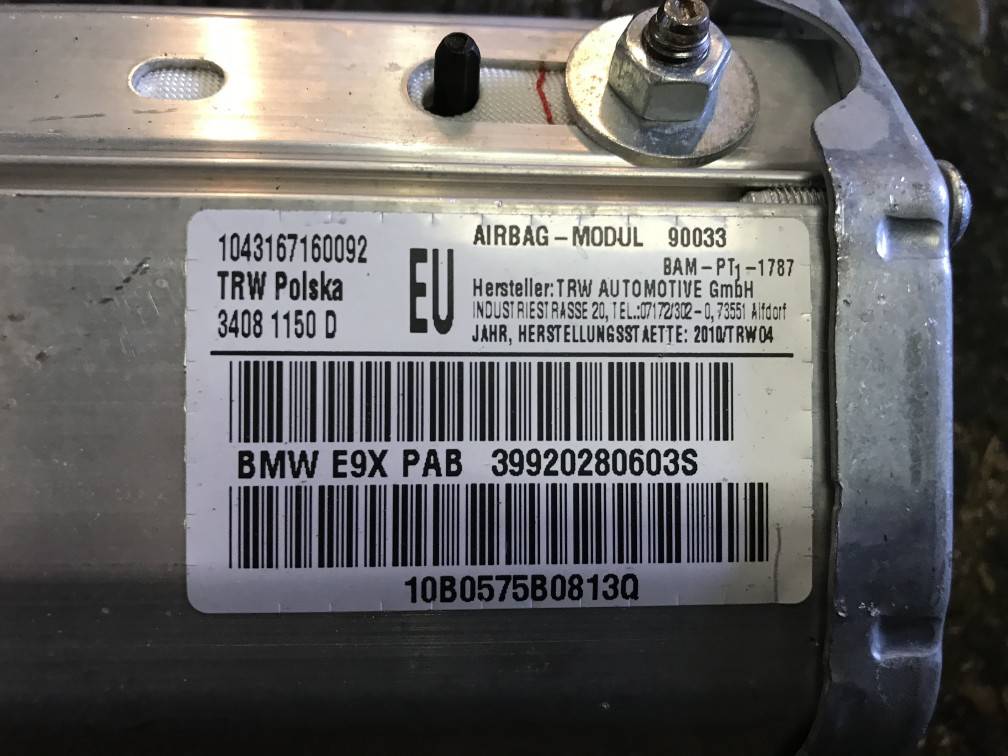 1043167160092
TRW Polska
3408 1150 D
EU
AIRBAG-MODUL 90033
BAM-PT1-1787
Hersteller: TRW AUTOMOTIVE GmbH
INDUSTRIESTRASSE 20, TEL.:07172/302-0, 73551 Alfdorf
JAHR, HERSTELLUNGSSTAETTE: 2010/TRW04
BMW E9X PAB 39920280603S
10B0575B0813Q